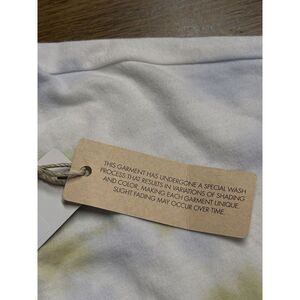 THIS GARMENT HAS UNDERGONE A SPECIAL WASH
PROCESS THAT RESULTS IN VARIATIONS OF SHADING
AND COLOR, MAKING EACH GARMENT UNIQUE.
SLIGHT FADING MAY OCCUR OVER TIME